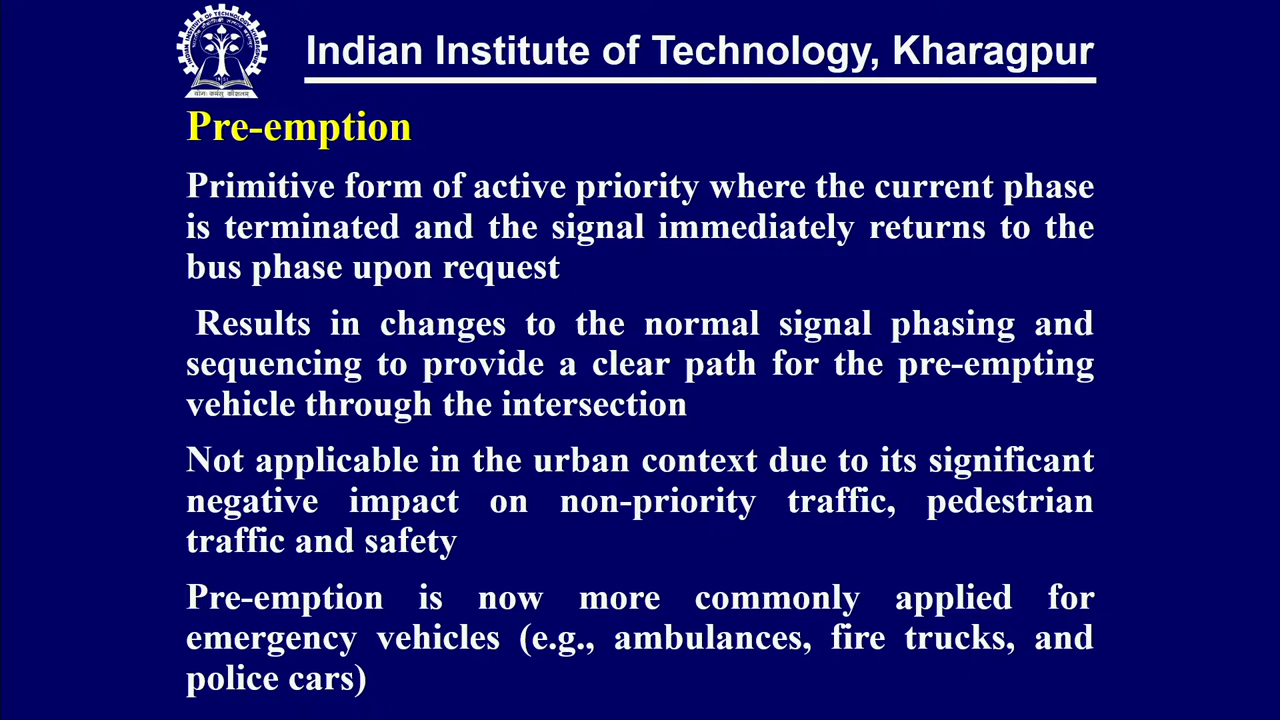 Indian Institute of Technology, Kharagpur
Pre-emption
Primitive form of active priority where the current phase
is terminated and the signal immediately returns to the
bus phase upon request
Results in changes to the normal signal phasing and
sequencing to provide a clear path for the pre-empting
vehicle through the intersection
Not applicable in the urban context due to its significant
negative impact on non-priority traffic, pedestrian
traffic and safety
Pre-emption is now more commonly applied for
emergency vehicles (e.g., ambulances, fire trucks, and
police cars)